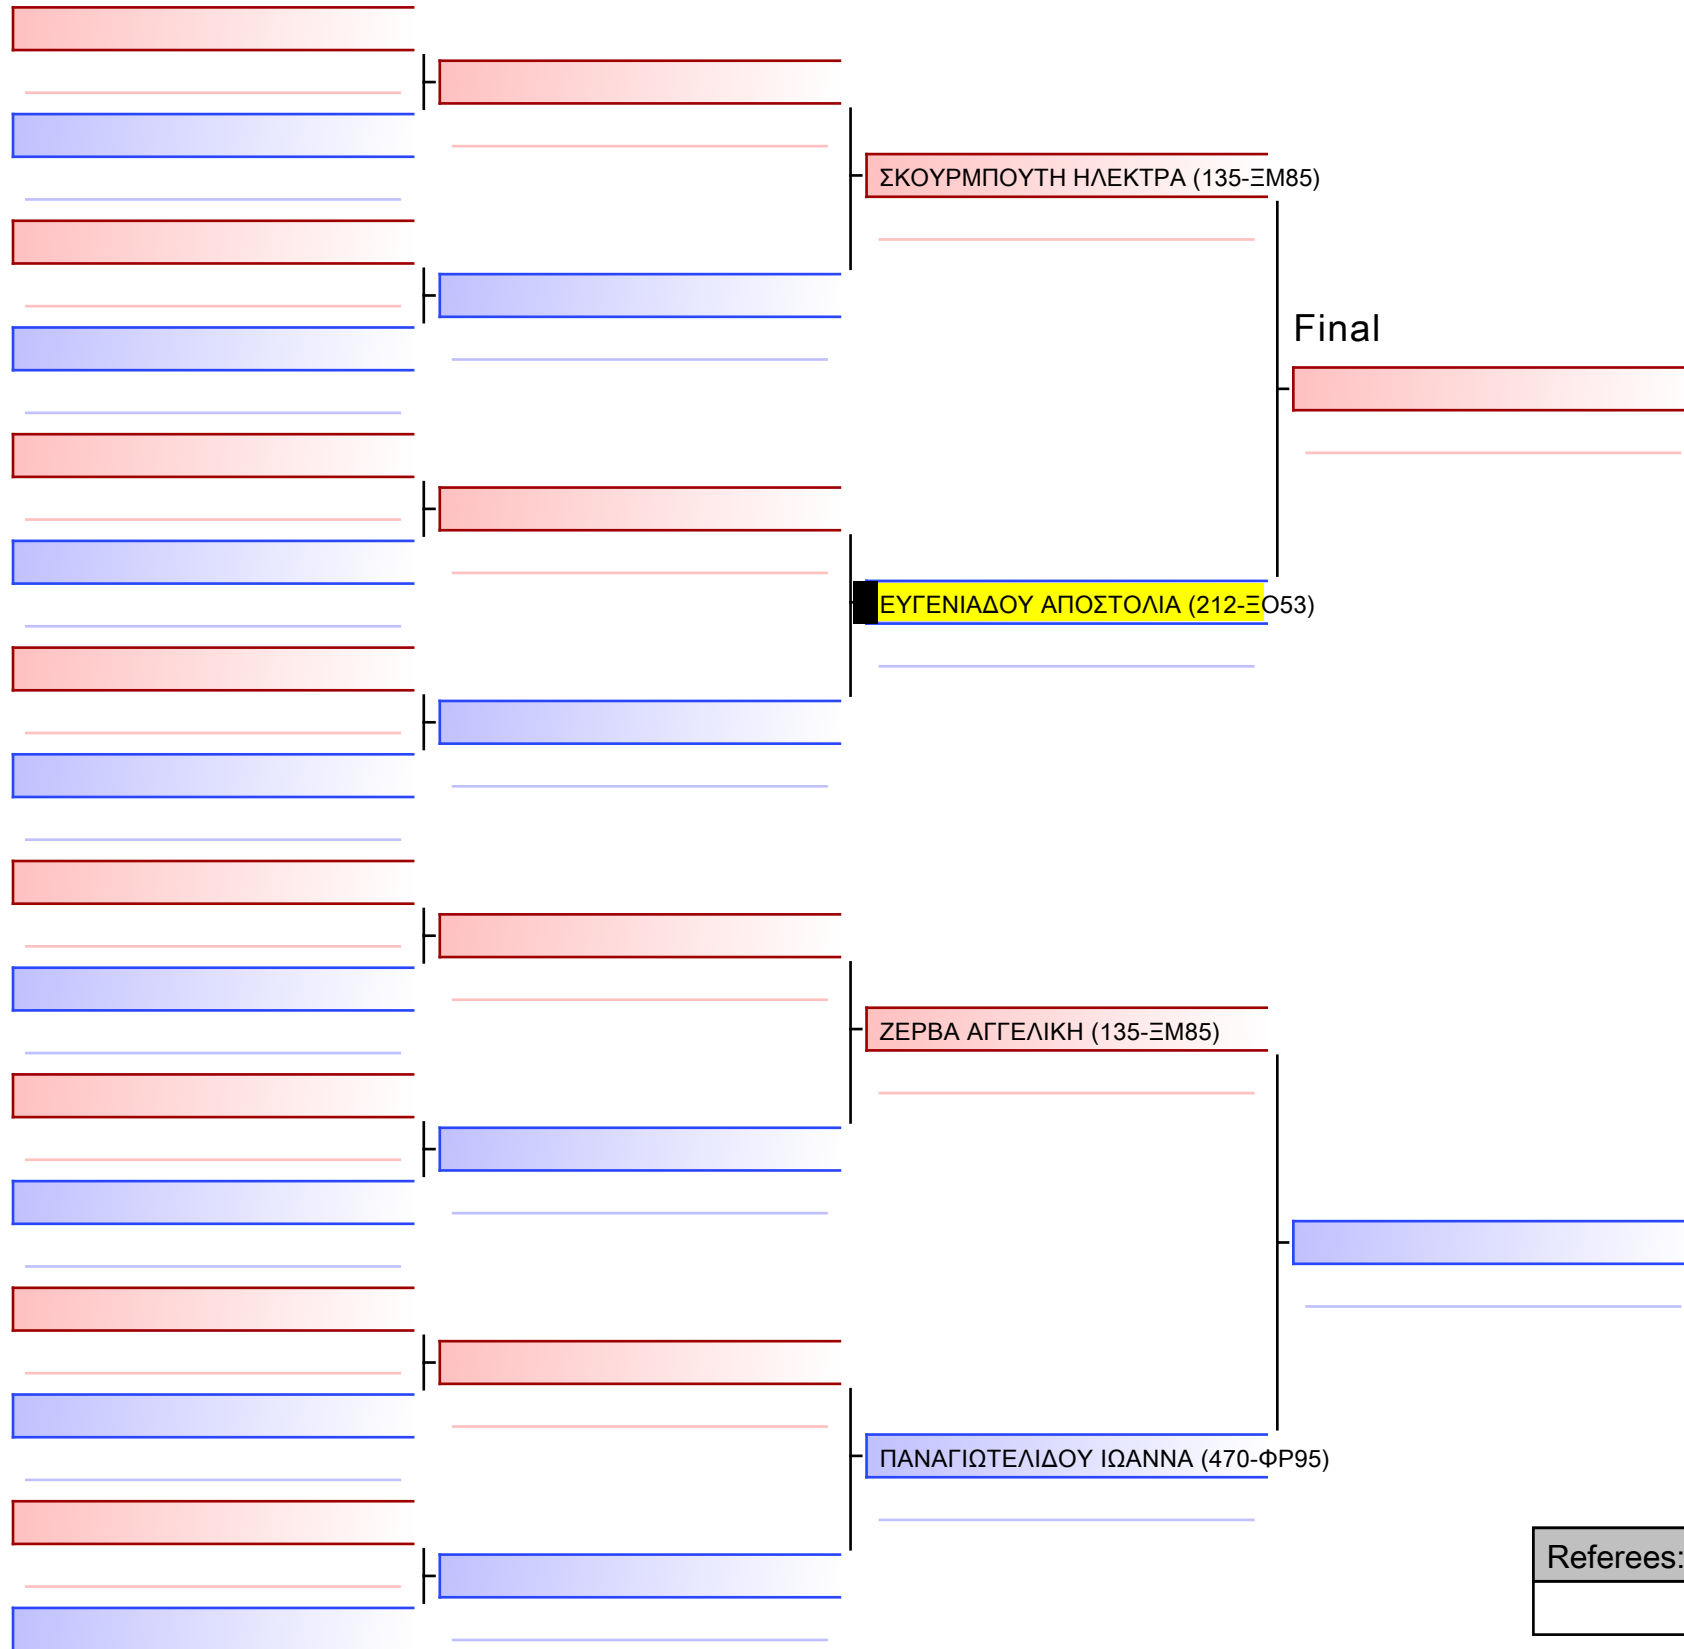 ΣΚΟΥΡΜΠΟΥΤΗ ΗΛΕΚΤΡΑ (135-ΞΜ85)
Final
ΕΥΓΕΝΙΑΔΟΥ ΑΠΟΣΤΟΛΙΑ (212-ΞΟ53)
ΖΕΡΒΑ ΑΓΓΕΛΙΚΗ (135-ΞΜ85)
ΠΑΝΑΓΙΩΤΕΛΙΔΟΥ ΙΩΑΝΝΑ (470-ΦΡ95)
Referees: